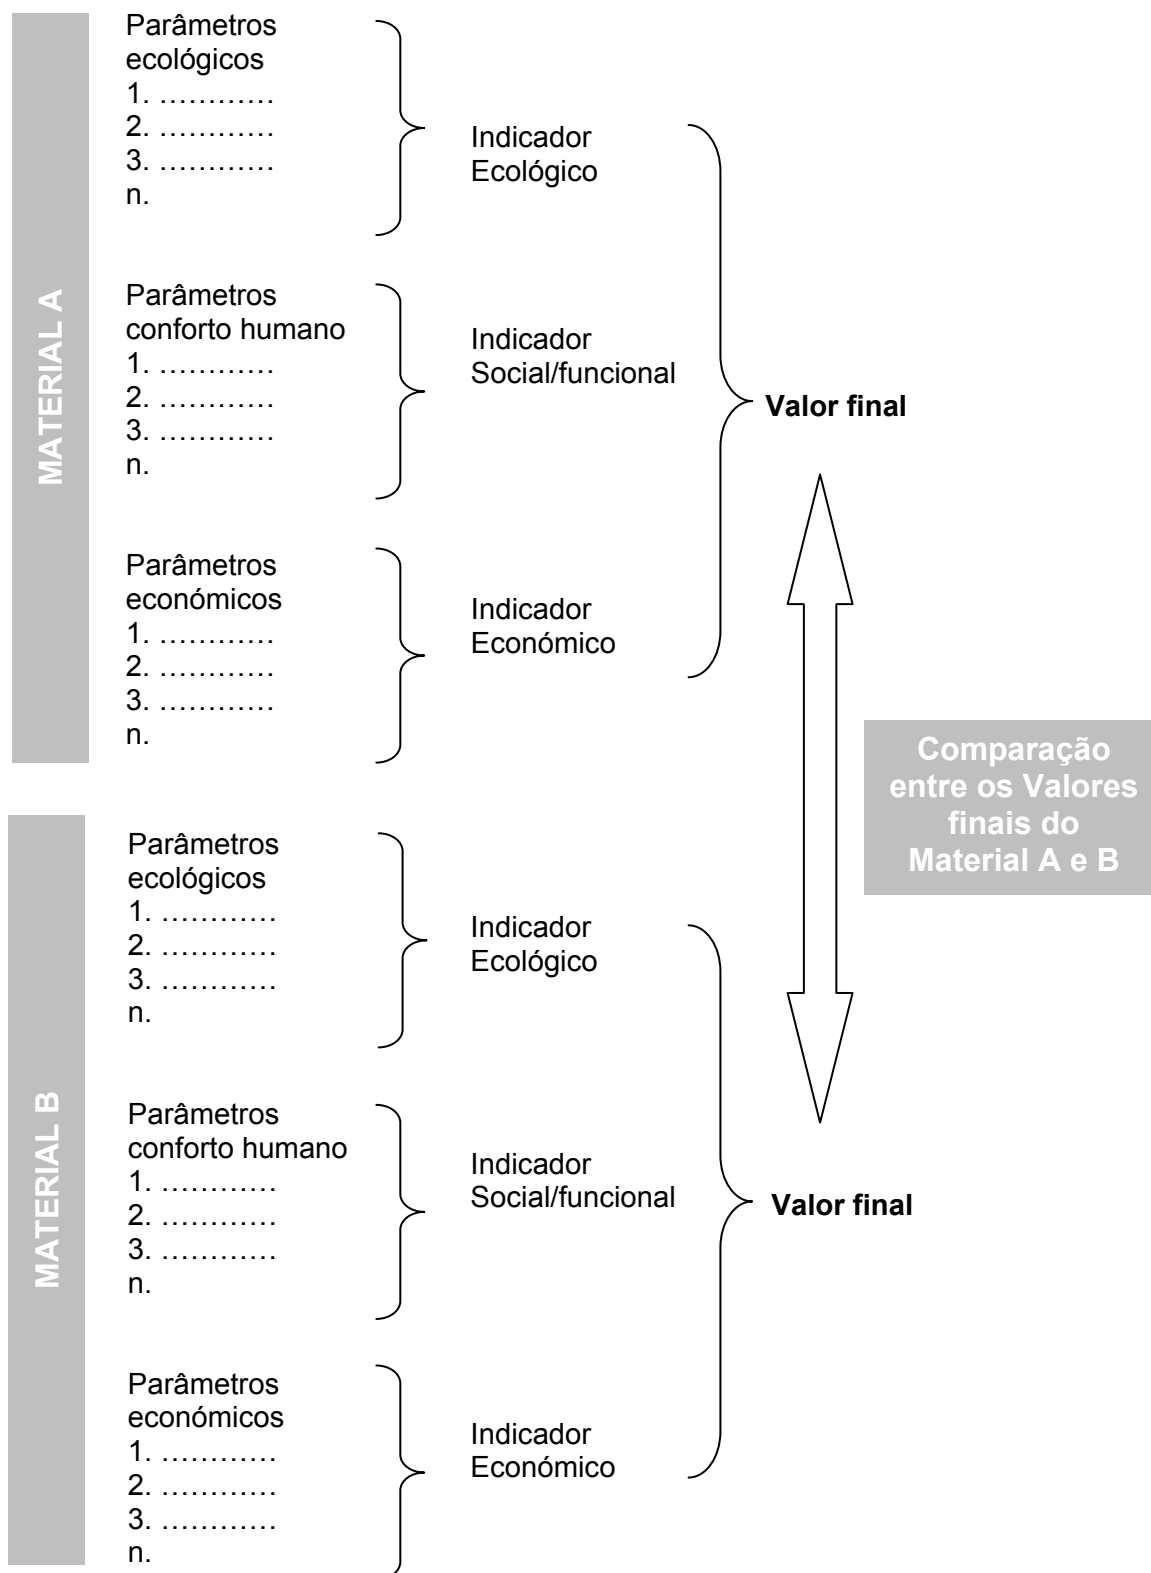 MATERIAL A
Parâmetros
ecológicos
1. …………
2. …………
3. …………
n.
Indicador
Ecológico
Parâmetros
conforto humano
1. …………
2. …………
3. …………
n.
Indicador
Social/funcional
Valor final
Parâmetros
económicos
1. …………
2. …………
3. …………
n.
Indicador
Económico
Comparação
entre os Valores
finais do
Material A e B
MATERIAL B
Parâmetros
ecológicos
1. …………
2. …………
3. …………
n.
Indicador
Ecológico
Parâmetros
conforto humano
1. …………
2. …………
3. …………
n.
Indicador
Social/funcional
Valor final
Parâmetros
económicos
1. …………
2. …………
3. …………
n.
Indicador
Económico